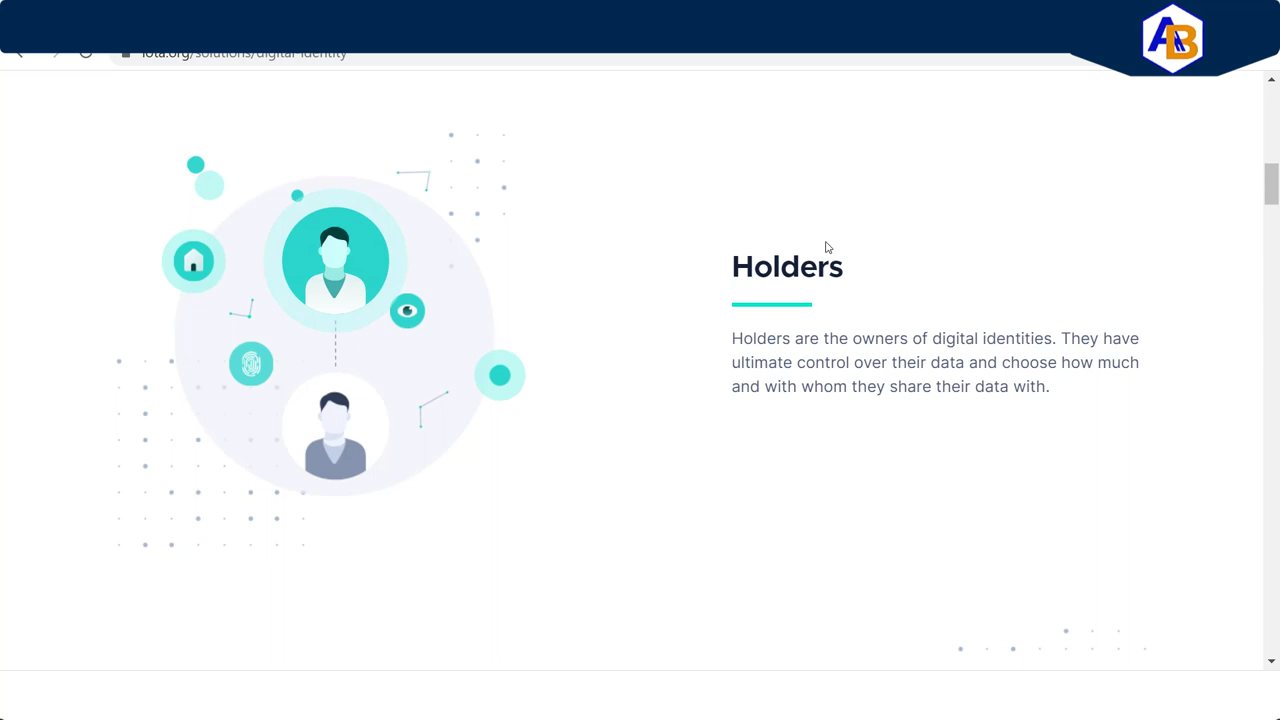 AB
iota.org/solutions/digital-identity
Holders
Holders are the owners of digital identities. They have
ultimate control over their data and choose how much
and with whom they share their data with.